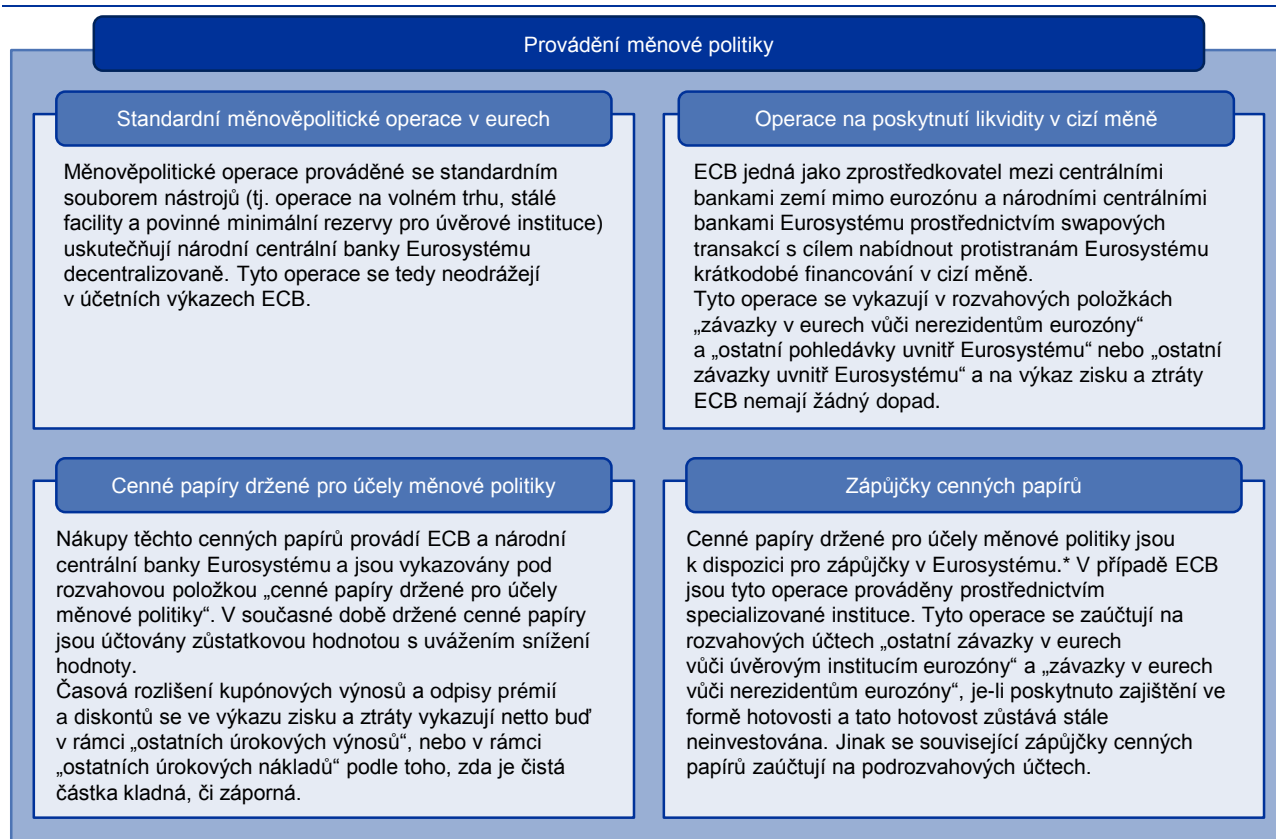 Provádění měnové politiky
Standardní měnověpolitické operace v eurech
Měnověpolitické operace prováděné se standardním
souborem nástrojů (tj. operace na volném trhu, stálé
facility a povinné minimální rezervy pro úvěrové instituce)
uskutečňují národní centrální banky Eurosystému
decentralizovaně. Tyto operace se tedy neodrážejí
v účetních výkazech ECB.
Operace na poskytnutí likvidity v cizí měně
ECB jedná jako zprostředkovatel mezi centrálními
bankami zemí mimo eurozónu a národními centrálními
bankami Eurosystému prostřednictvím swapových
transakcí s cílem nabídnout protistranám Eurosystému
krátkodobé financování v cizí měně.
Tyto operace se vykazují v rozvahových položkách
„závazky v eurech vůči nerezidentům eurozóny“
a „ostatní pohledávky uvnitř Eurosystému“ nebo „ostatní
závazky uvnitř Eurosystému“ a na výkaz zisku a ztráty
ECB nemají žádný dopad.
Cenné papíry držené pro účely měnové politiky
Nákupy těchto cenných papírů provádí ECB a národní
centrální banky Eurosystému a jsou vykazovány pod
rozvahovou položkou „cenné papíry držené pro účely
měnové politiky“. V současné době držené cenné papíry
jsou účtovány zůstatkovou hodnotou s uvážením snížení
hodnoty.
Časová rozlišení kupónových výnosů a odpisy prémií
a diskontů se ve výkazu zisku a ztráty vykazují netto buď
v rámci „ostatních úrokových výnosů“, nebo v rámci
„ostatních úrokových nákladů“ podle toho, zda je čistá
částka kladná, či záporná.
Zápůjčky cenných papírů
Cenné papíry držené pro účely měnové politiky jsou
k dispozici pro zápůjčky v Eurosystému.* V případě ECB
jsou tyto operace prováděny prostřednictvím
specializované instituce. Tyto operace se zaúčtují na
rozvahových účtech „ostatní závazky v eurech
vůči úvěrovým institucím eurozóny“ a „závazky v eurech
vůči nerezidentům eurozóny“, je-li poskytnuto zajištění ve
formě hotovosti a tato hotovost zůstává stále
neinvestována. Jinak se související zápůjčky cenných
papírů zaúčtují na podrozvahových účtech.